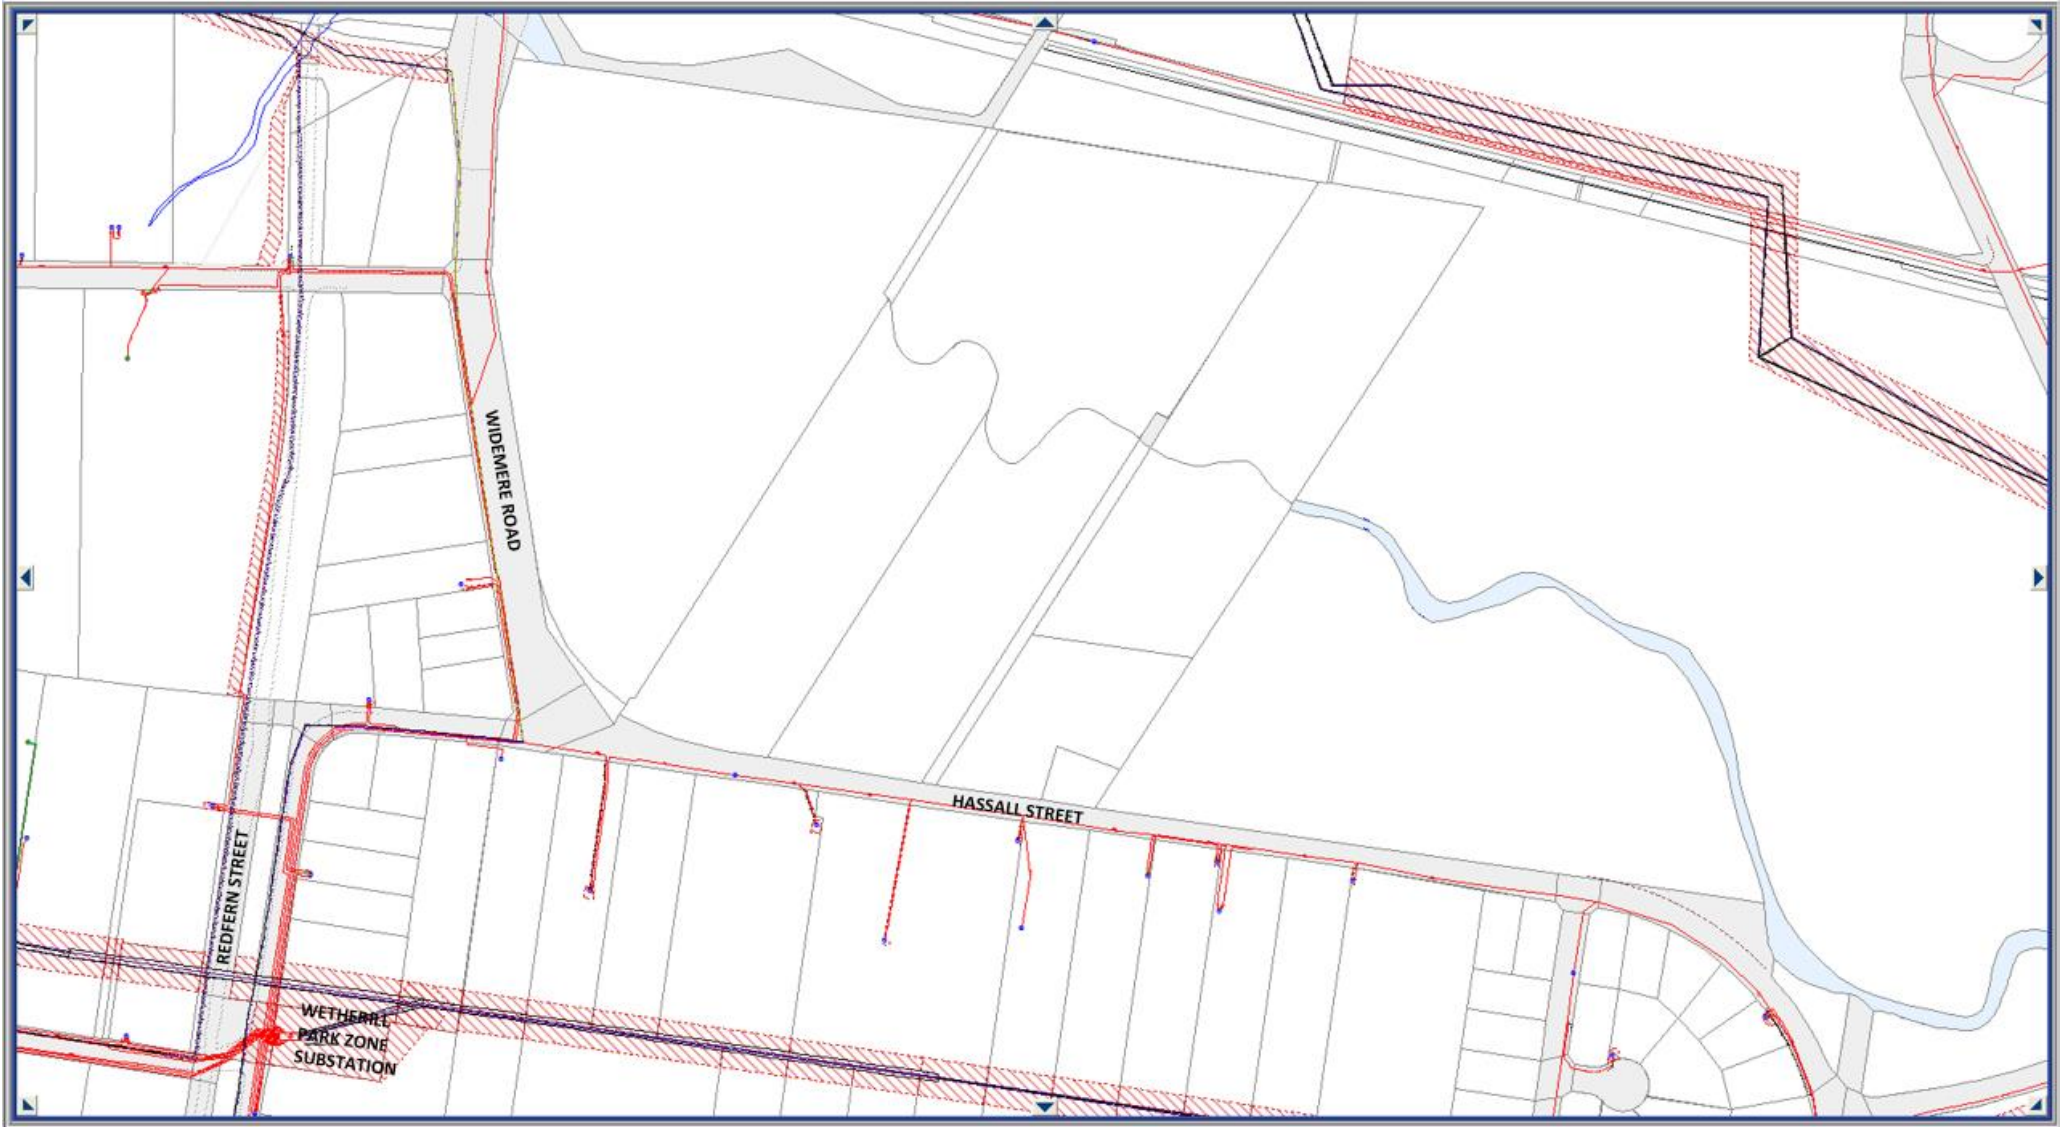 WIDEMERE ROAD
HASSALL STREET
REDFERN STREET
WETHERILL
PARK ZONE
SUBSTATION